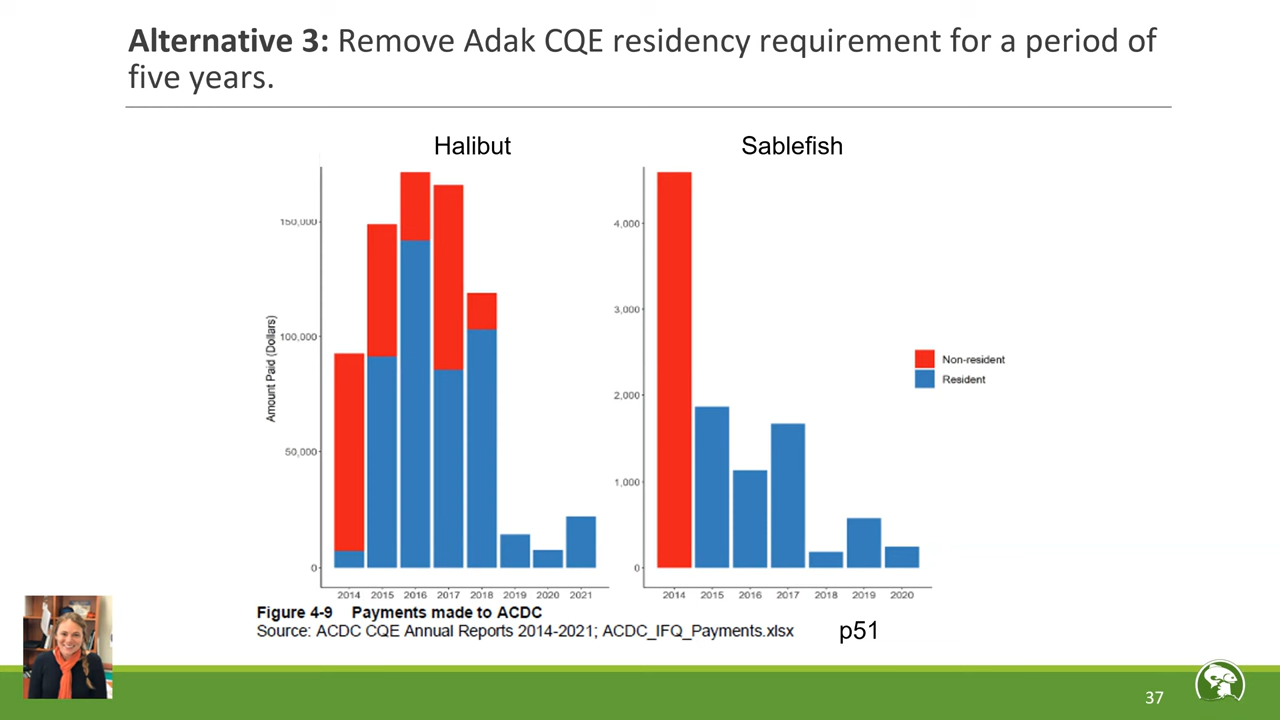 Alternative 3: Remove Adak CQE residency requirement for a period of
five years.
Halibut
Sablefish
Amount Paid (Dollars)
150,000
100,000
50,000
0
2014 2015 2016 2017 2018 2019 2020 2021
4,000
3,000
2,000
1,000
0
2014 2015 2016 2017 2018 2019 2020
Non-resident
Resident
Figure 4-9 Payments made to ACDC
Source: ACDC CQE Annual Reports 2014-2021; ACDC_IFQ_Payments.xlsx
p51
37